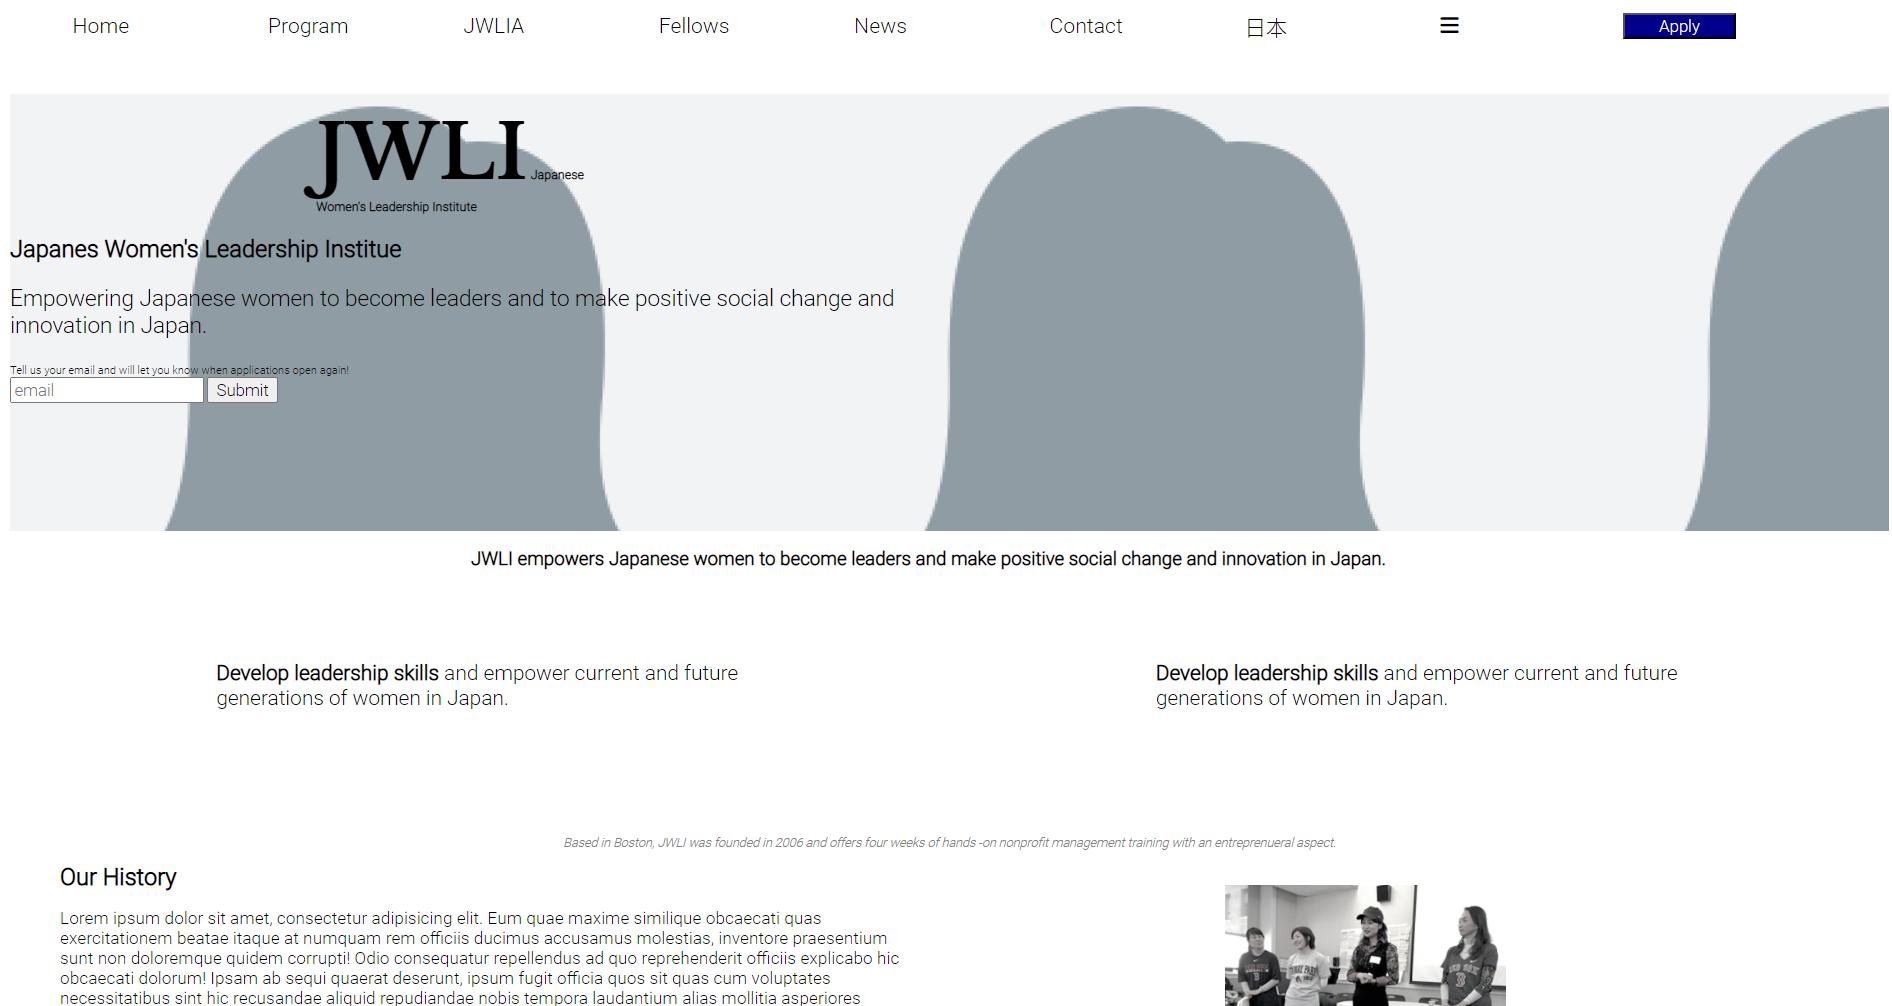 Home Program JWLIA Fellows News Contact 日本 Apply
JWLI Japanese
Women's Leadership Institute
Japanes Women's Leadership Institue
Empowering Japanese women to become leaders and to make positive social change and
innovation in Japan.
Tell us your email and will let you know when applications open again!
email Submit
JWLI empowers Japanese women to become leaders and make positive social change and innovation in Japan.
Develop leadership skills and empower current and future
generations of women in Japan.
Develop leadership skills and empower current and future
generations of women in Japan.
Based in Boston, JWLI was founded in 2006 and offers four weeks of hands -on nonprofit management training with an entreprenueral aspect.
Our History
Lorem ipsum dolor sit amet, consectetur adipisicing elit. Eum quae maxime similique obcaecati quas
exercitationem beatae itaque at numquam rem officiis ducimus accusamus molestias, inventore praesentium
sunt non doloremque quidem corrupti! Odio consequatur repellendus ad quo reprehenderit officiis explicabo hic
obcaecati dolorum! Ipsam ab sequi quaerat deserunt, ipsum fugit officia quos sit quas cum voluptates
necessitatibus sint hic recusandae aliquid repudiandae nobis tempora laudantium alias mollitia asperiores